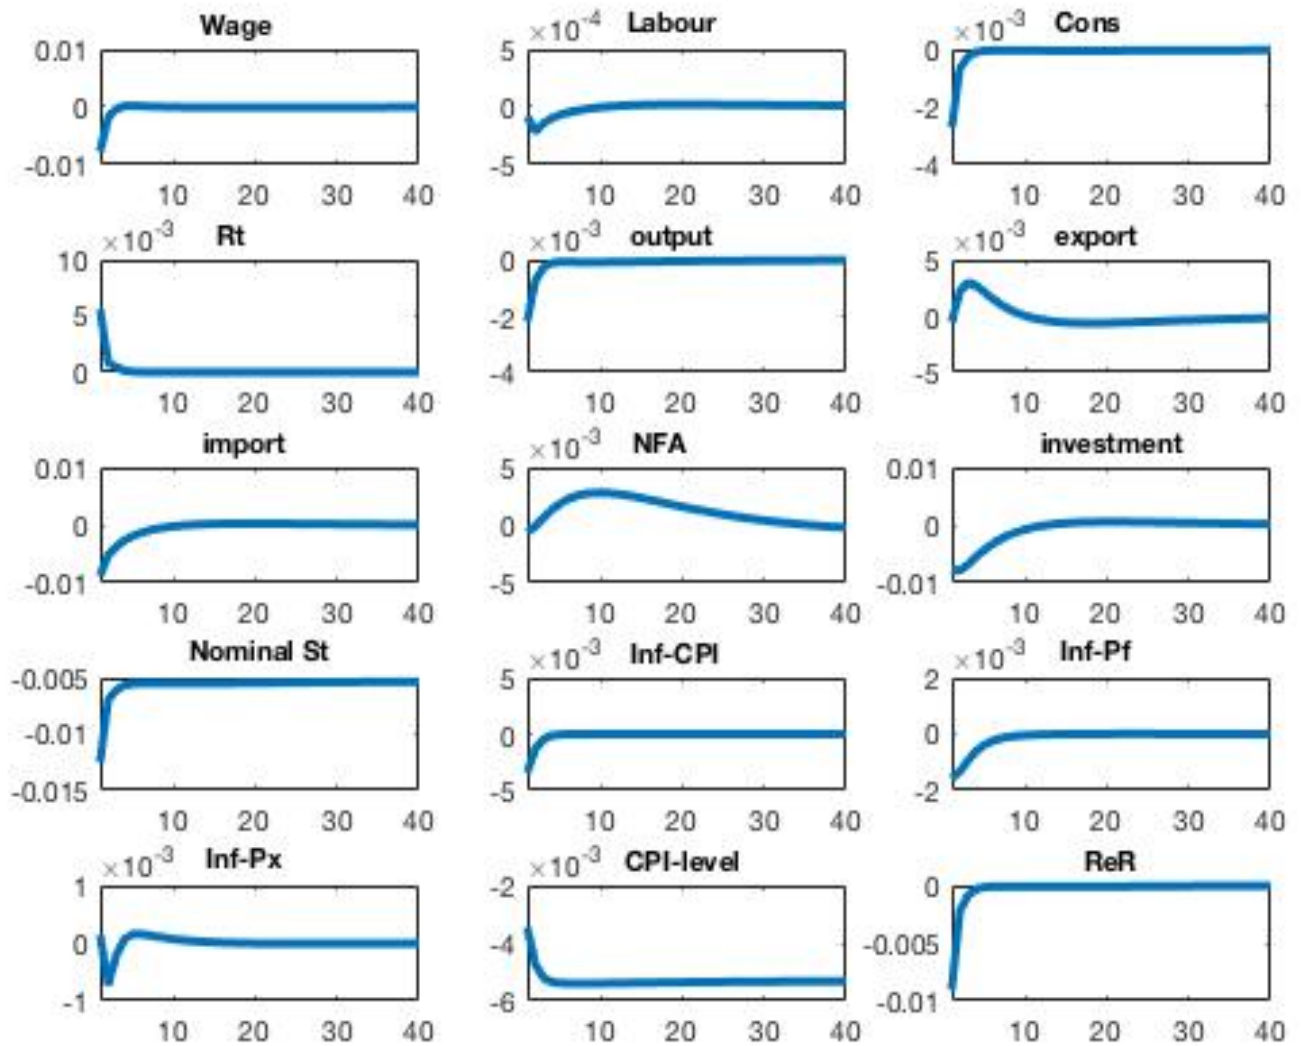 Wage
0.01
0
-0.01
10 20 30 40
×10-4 Labour
5
0
-5
10 20 30 40
×10-3 Cons
0
-2
-4
10 20 30 40
×10-3 Rt
10
5
0
10 20 30 40
×10-3 output
0
-2
-4
10 20 30 40
×10-3 export
5
0
-5
10 20 30 40
import
0.01
0
-0.01
10 20 30 40
×10-3 NFA
5
0
-5
10 20 30 40
investment
0.01
0
-0.01
10 20 30 40
Nominal St
-0.005
-0.01
-0.015
10 20 30 40
×10-3 Inf-CPI
5
0
-5
10 20 30 40
×10-3 Inf-Pf
2
0
-2
10 20 30 40
×10-3 Inf-Px
1
0
-1
10 20 30 40
×10-3 CPI-level
-2
-4
-6
10 20 30 40
ReR
0
-0.005
-0.01
10 20 30 40